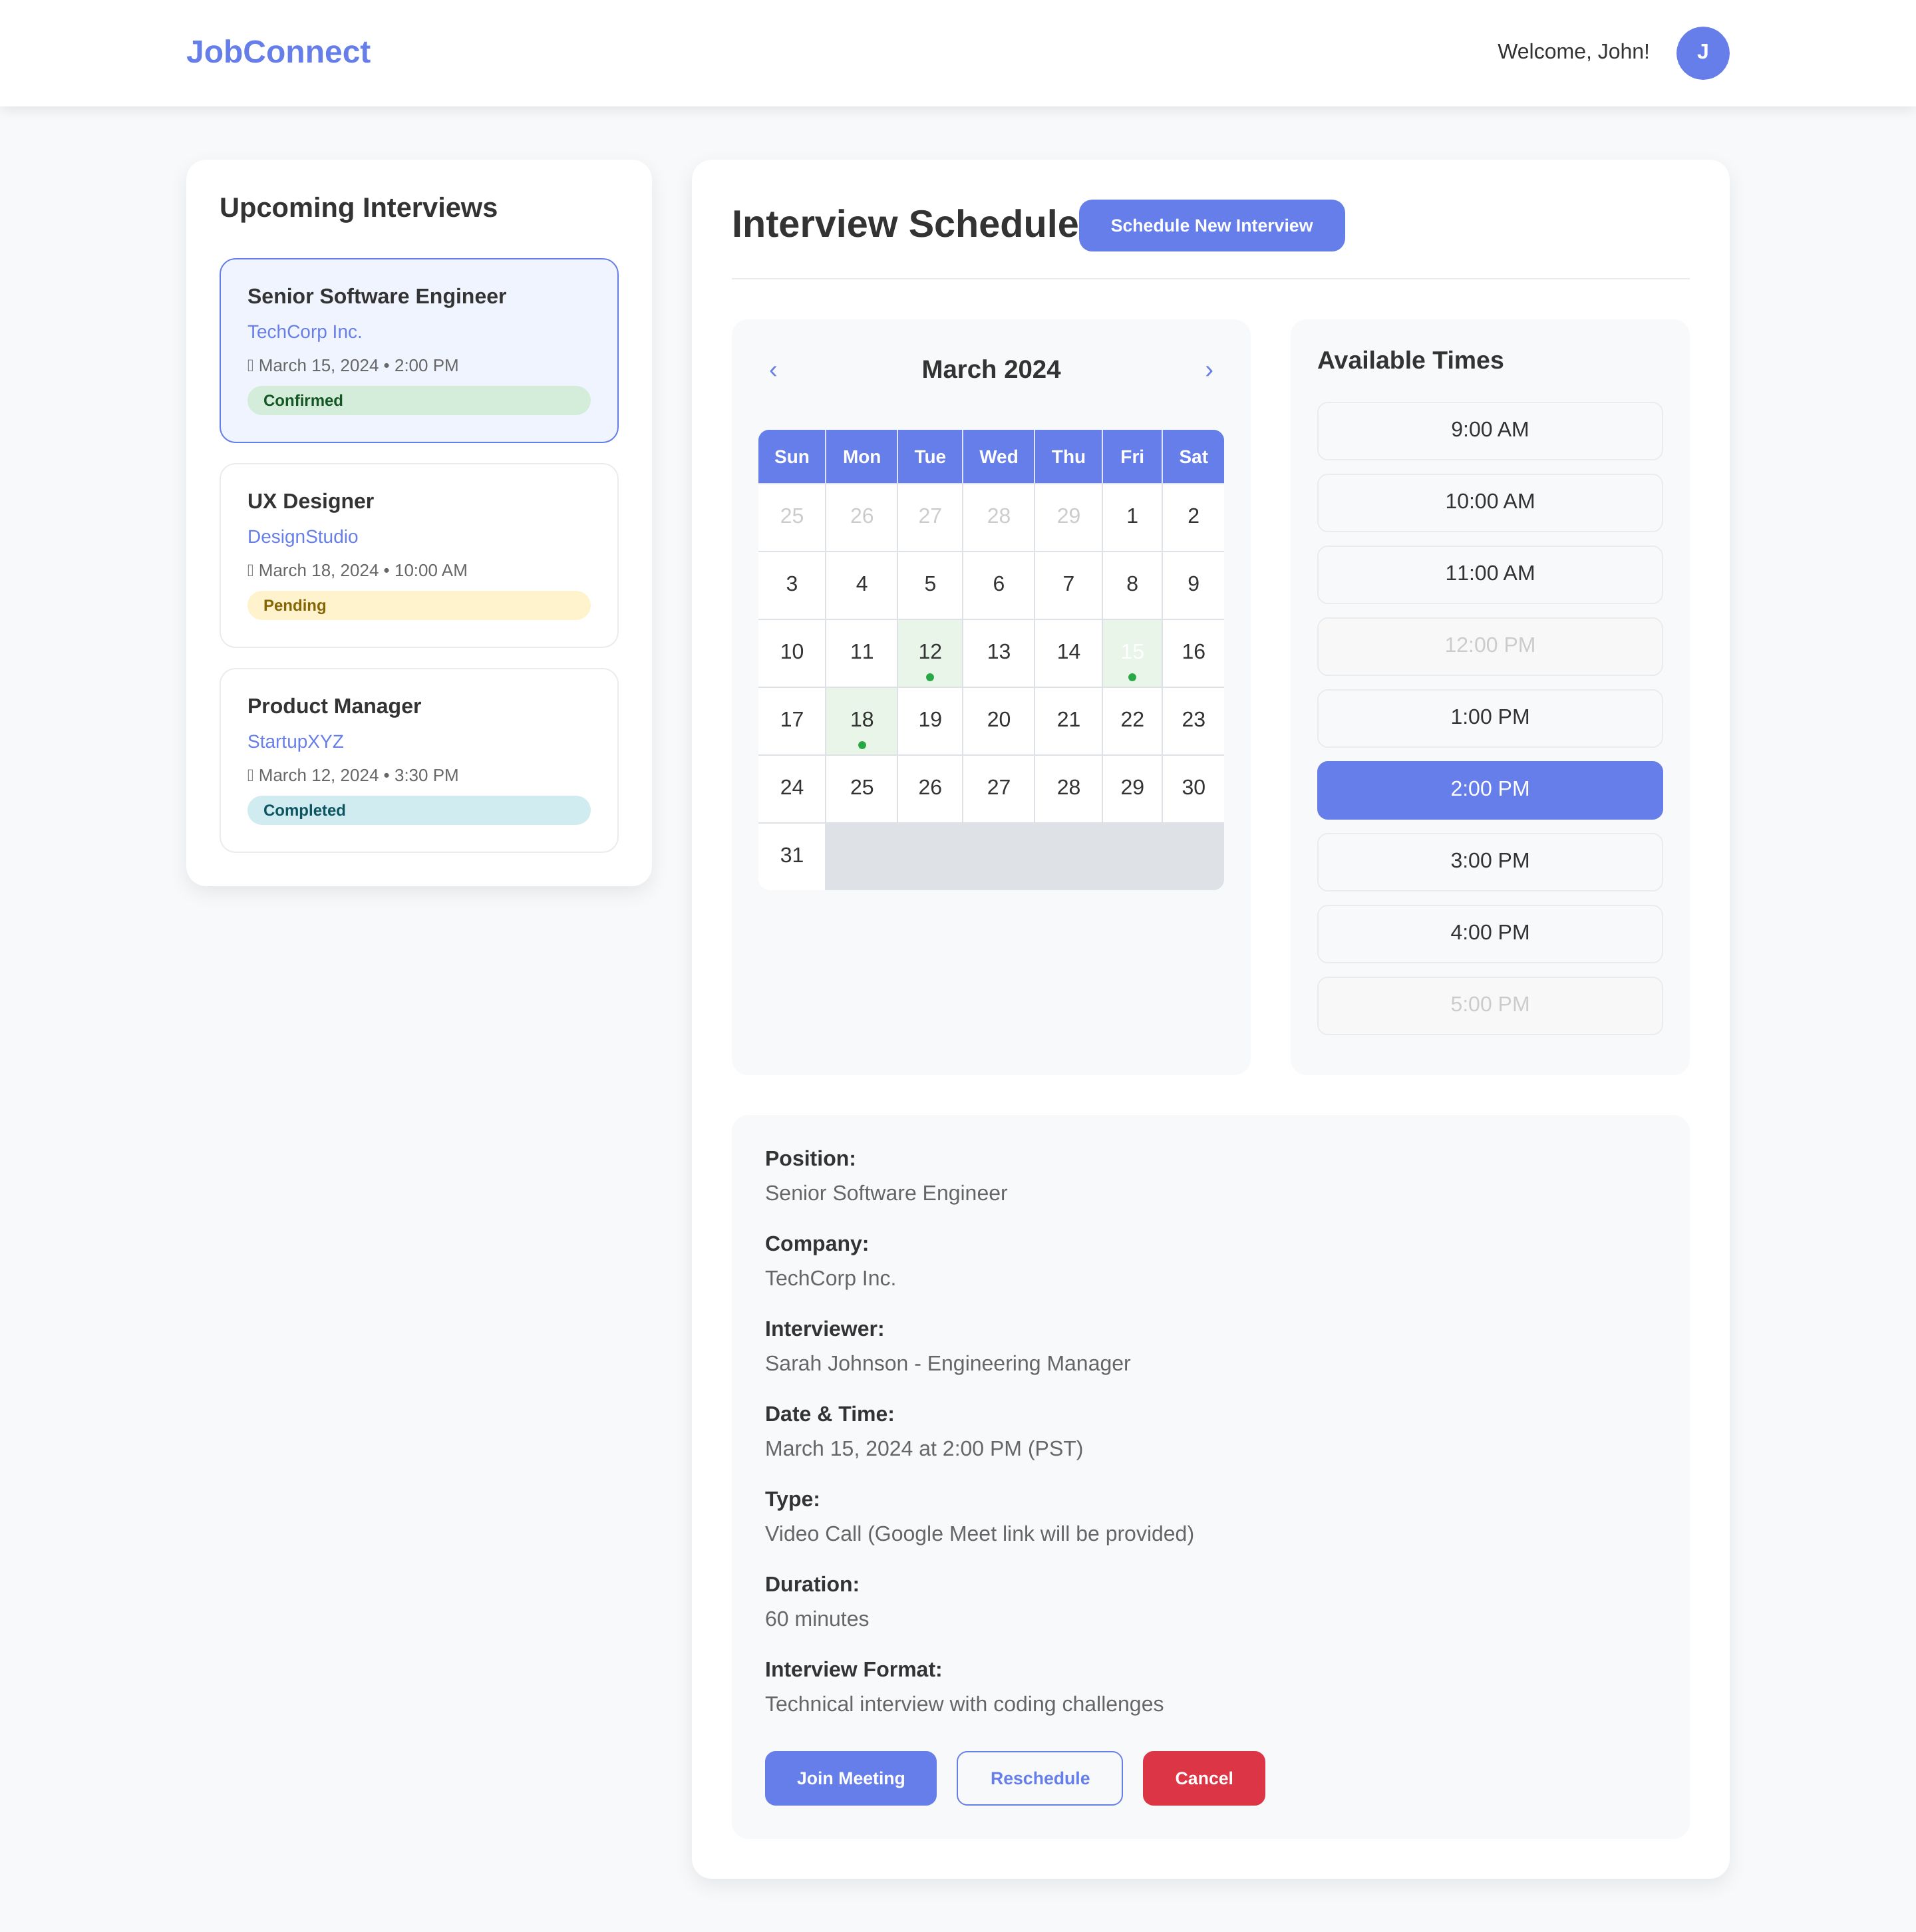 JobConnect
Welcome, John!
J
Upcoming Interviews
Senior Software Engineer
TechCorp Inc.
March 15, 2024 • 2:00 PM
Confirmed
UX Designer
DesignStudio
March 18, 2024 • 10:00 AM
Pending
Product Manager
StartupXYZ
March 12, 2024 • 3:30 PM
Completed
Interview Schedule
Schedule New Interview
‹ March 2024 ›
Sun Mon Tue Wed Thu Fri Sat
25 26 27 28 29 1 2
3 4 5 6 7 8 9
10 11 12 13 14 15 16
17 18 19 20 21 22 23
24 25 26 27 28 29 30
31
Available Times
9:00 AM
10:00 AM
11:00 AM
12:00 PM
1:00 PM
2:00 PM
3:00 PM
4:00 PM
5:00 PM
Position:
Senior Software Engineer
Company:
TechCorp Inc.
Interviewer:
Sarah Johnson - Engineering Manager
Date & Time:
March 15, 2024 at 2:00 PM (PST)
Type:
Video Call (Google Meet link will be provided)
Duration:
60 minutes
Interview Format:
Technical interview with coding challenges
Join Meeting
Reschedule
Cancel